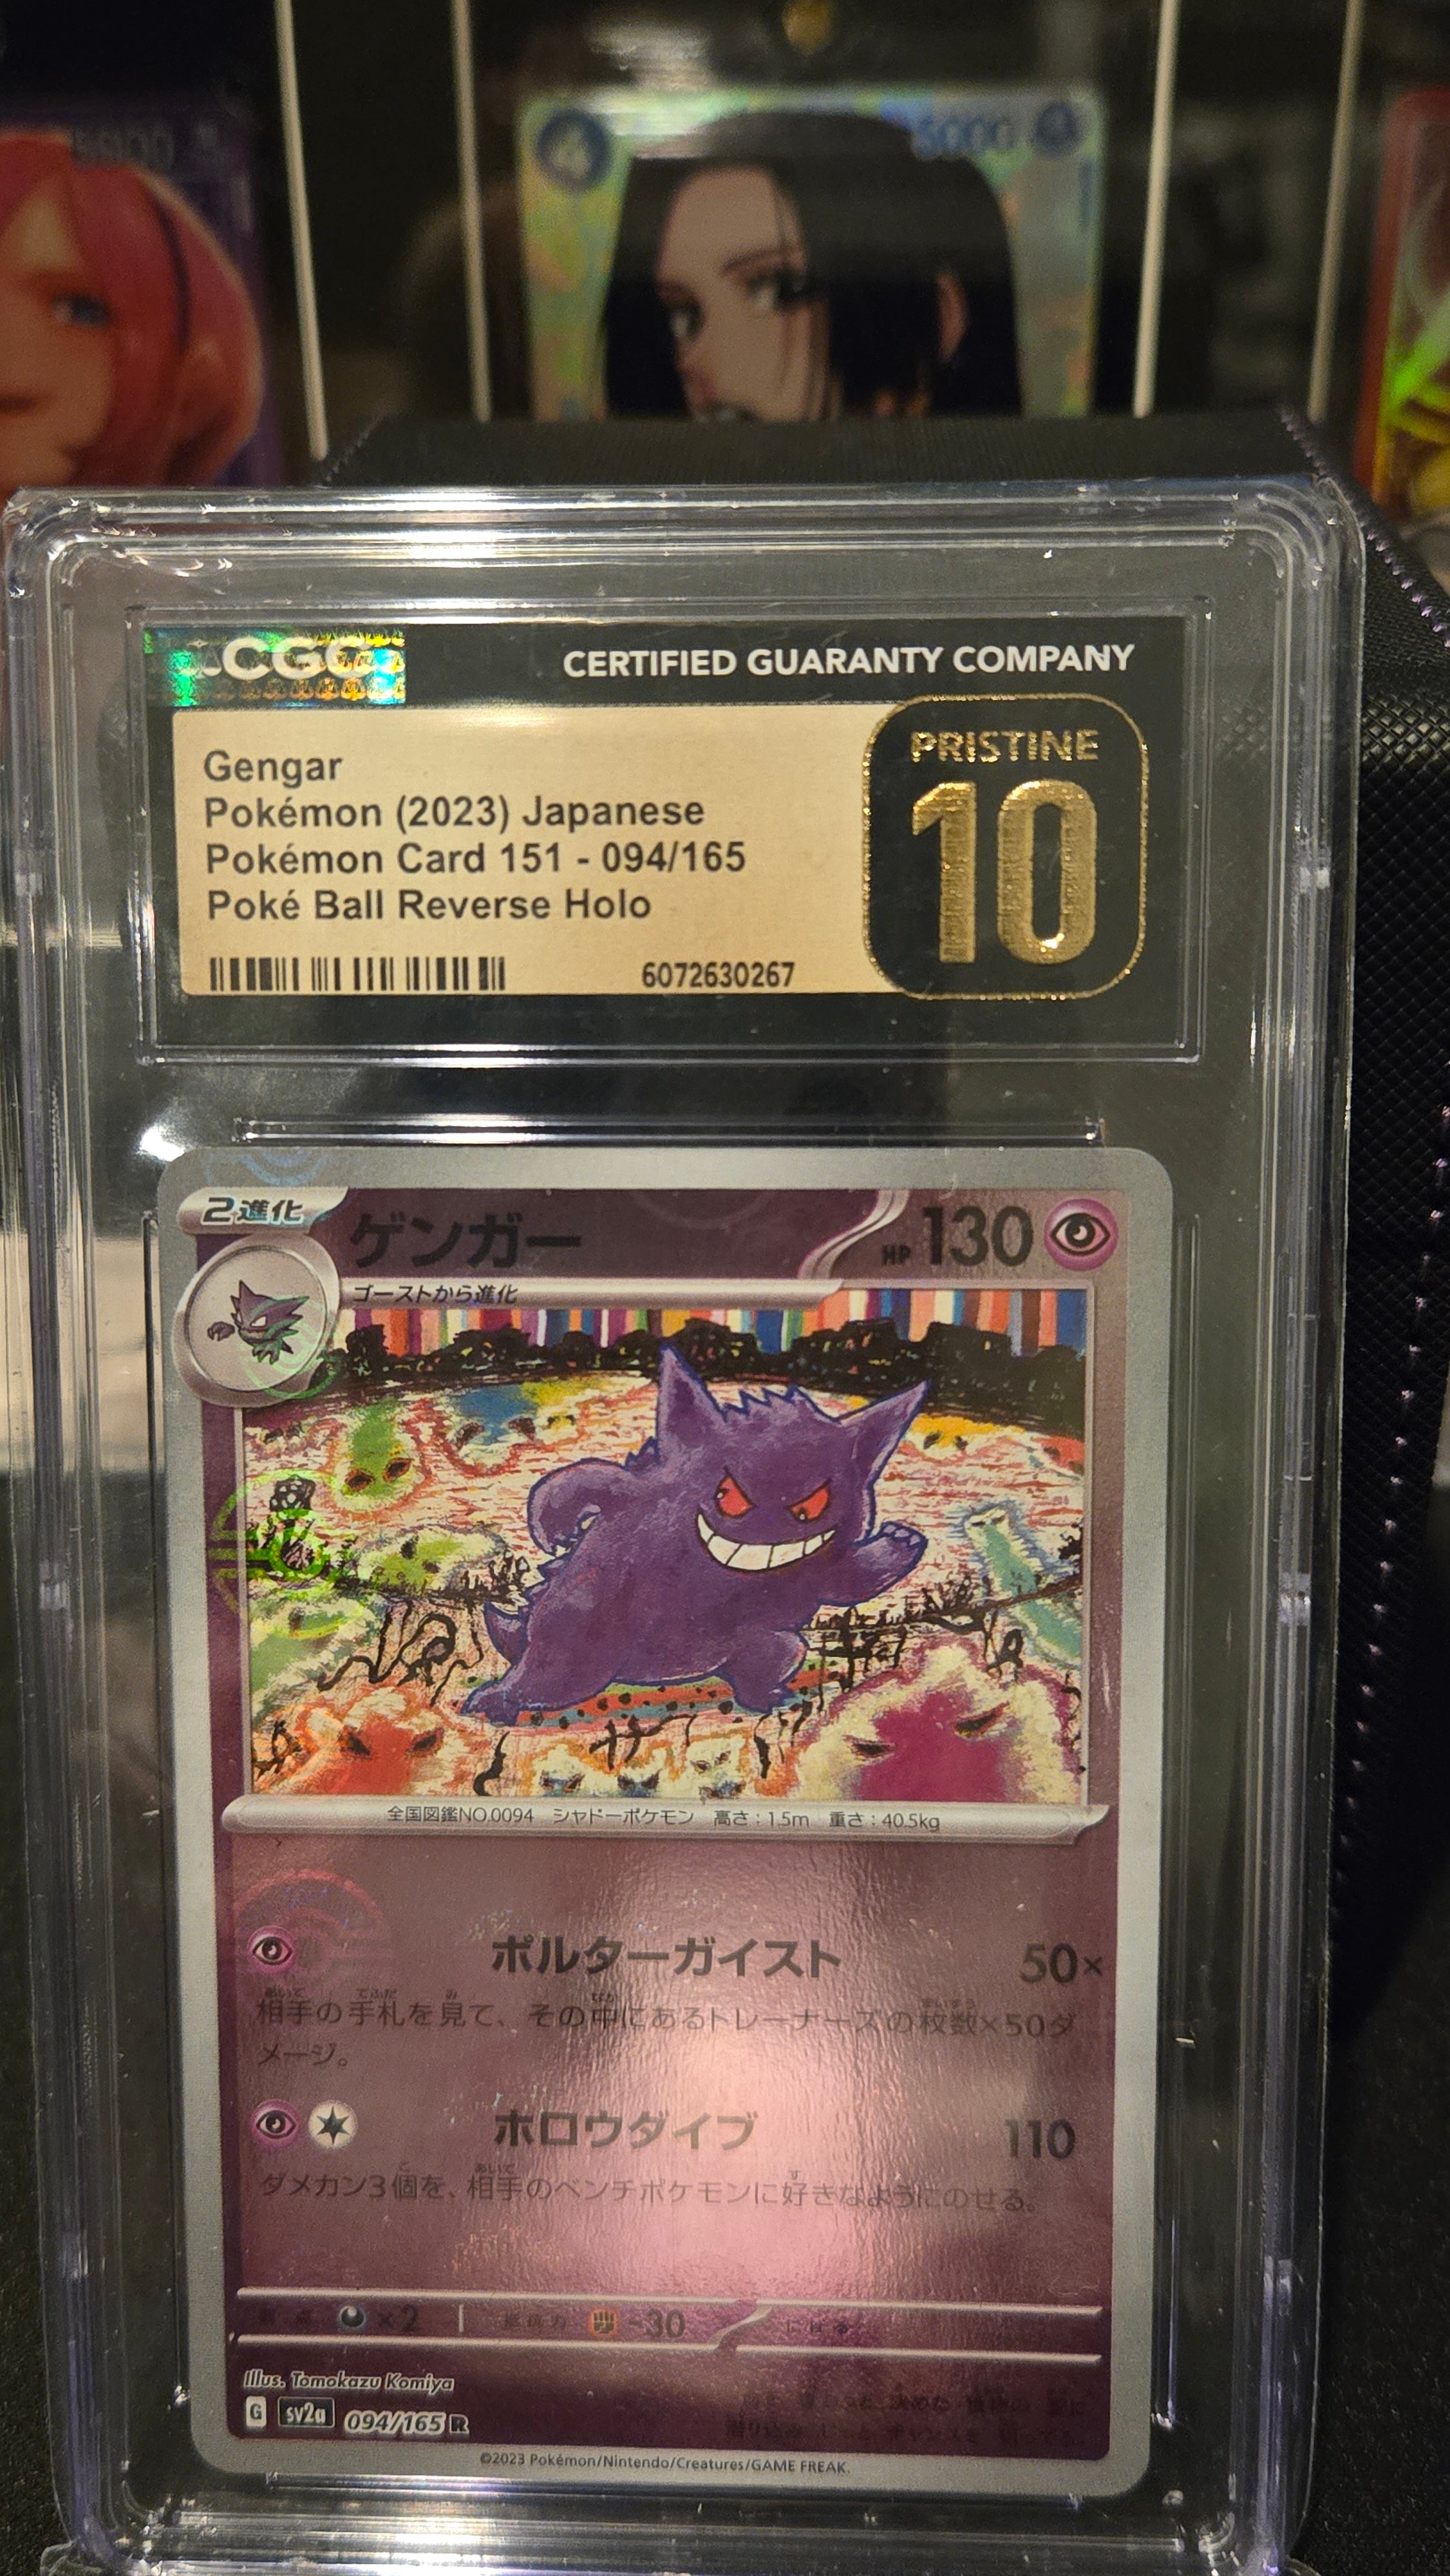 5000
CGC
CERTIFIED GUARANTY COMPANY
Gengar
Pokémon (2023) Japanese
Pokémon Card 151 - 094/165
Poké Ball Reverse Holo
6072630267
PRISTINE
10
2進化
ゲンガー
HP 130
ゴーストから進化
全国図鑑NO.0094 シャドーポケモン 高さ:1.5m 重さ:40.5kg
ポルターガイスト 50×
相手の手札を見て、その中にあるトレーナーズの枚数×50ダ
メージ。
ホロウダイブ 110
ダメカン3個を、相手のベンチポケモンに好きなようにのせる。
×2 抵抗力 -30 にげる
Illus. Tomokazu Komiya
G sv2a 094/165 R
©2023 Pokémon/Nintendo/Creatures/GAME FREAK.